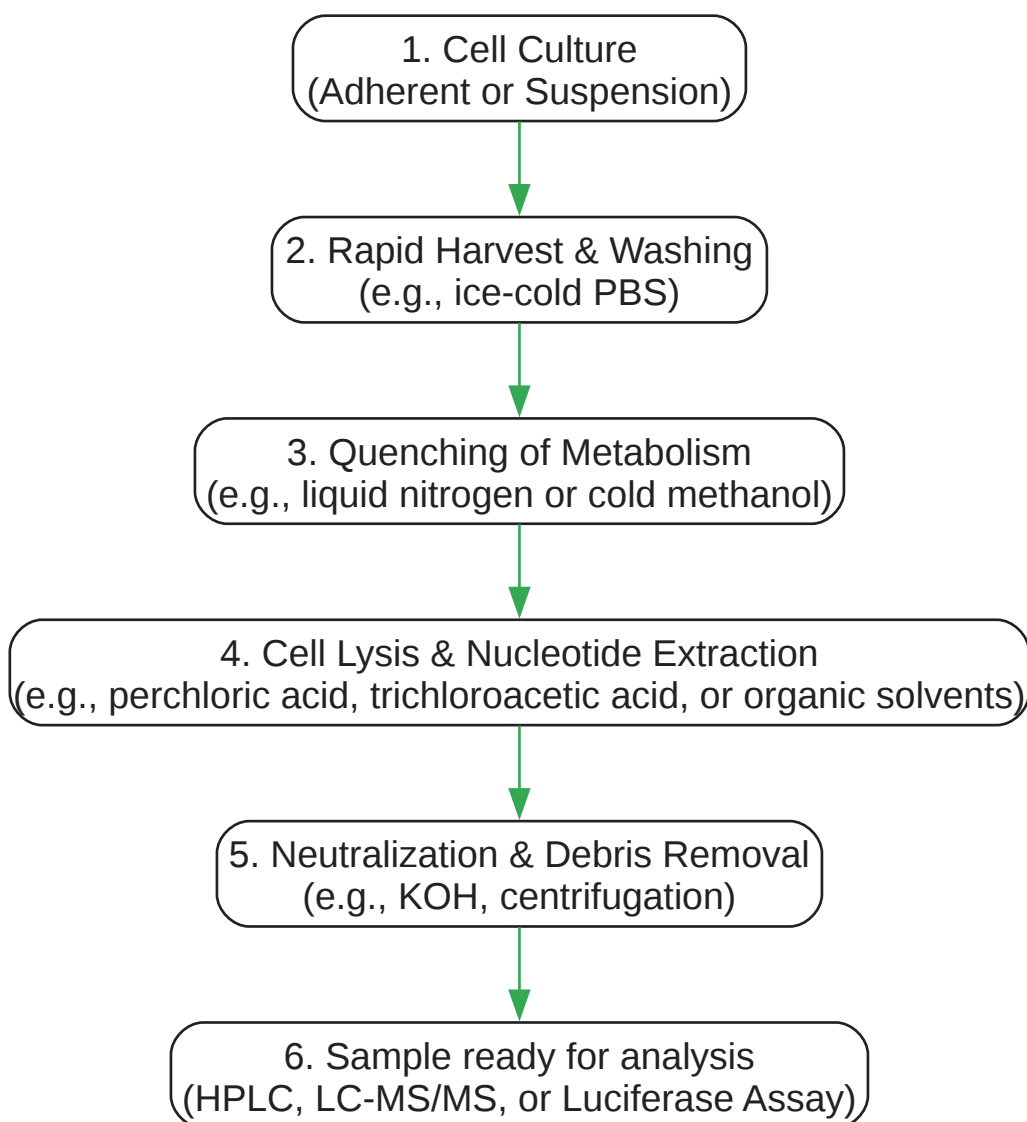 1. Cell Culture
(Adherent or Suspension)
2. Rapid Harvest & Washing
(e.g., ice-cold PBS)
3. Quenching of Metabolism
(e.g., liquid nitrogen or cold methanol)
4. Cell Lysis & Nucleotide Extraction
(e.g., perchloric acid, trichloroacetic acid, or organic solvents)
5. Neutralization & Debris Removal
(e.g., KOH, centrifugation)
6. Sample ready for analysis
(HPLC, LC-MS/MS, or Luciferase Assay)